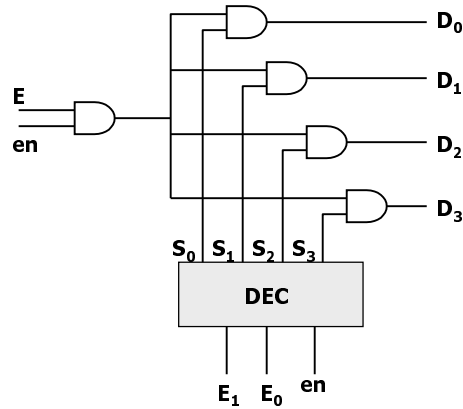 D₀
D₁
E
en
D₂
D₃
S₀ S₁ S₂ S₃
DEC
E₁ E₀ en